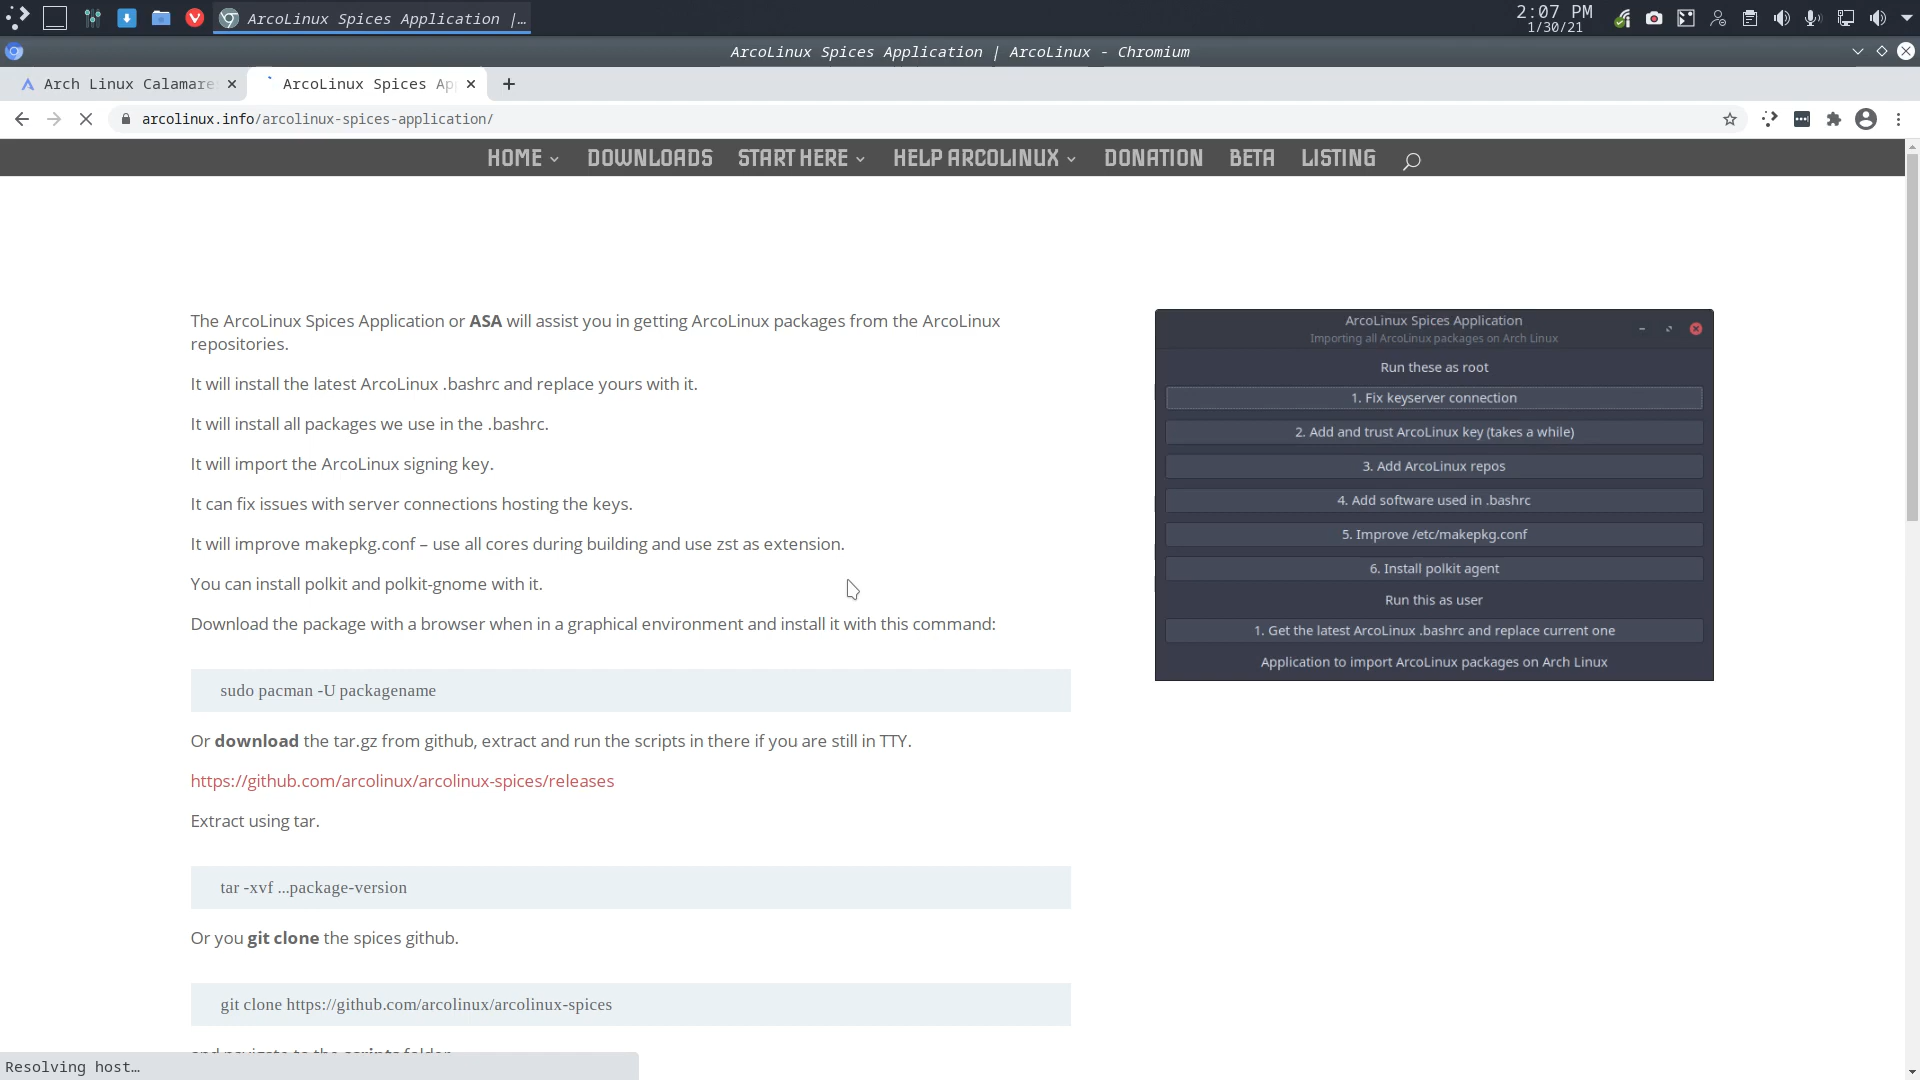 ArcoLinux Spices Application |…
2:07 PM
1/30/21
ArcoLinux Spices Application | ArcoLinux - Chromium
Arch Linux Calamare
ArcoLinux Spices Ap
arcolinux.info/arcolinux-spices-application/
HOME DOWNLOADS START HERE HELP ARCOLINUX DONATION BETA LISTING
The ArcoLinux Spices Application or ASA will assist you in getting ArcoLinux packages from the ArcoLinux
repositories.
It will install the latest ArcoLinux .bashrc and replace yours with it.
It will install all packages we use in the .bashrc.
It will import the ArcoLinux signing key.
It can fix issues with server connections hosting the keys.
It will improve makepkg.conf – use all cores during building and use zst as extension.
You can install polkit and polkit-gnome with it.
Download the package with a browser when in a graphical environment and install it with this command:
sudo pacman -U packagename
Or download the tar.gz from github, extract and run the scripts in there if you are still in TTY.
https://github.com/arcolinux/arcolinux-spices/releases
Extract using tar.
tar -xvf ...package-version
Or you git clone the spices github.
git clone https://github.com/arcolinux/arcolinux-spices
and navigate to the scripts folder
ArcoLinux Spices Application
Importing all ArcoLinux packages on Arch Linux
Run these as root
1. Fix keyserver connection
2. Add and trust ArcoLinux key (takes a while)
3. Add ArcoLinux repos
4. Add software used in .bashrc
5. Improve /etc/makepkg.conf
6. Install polkit agent
Run this as user
1. Get the latest ArcoLinux .bashrc and replace current one
Application to import ArcoLinux packages on Arch Linux
Resolving host…